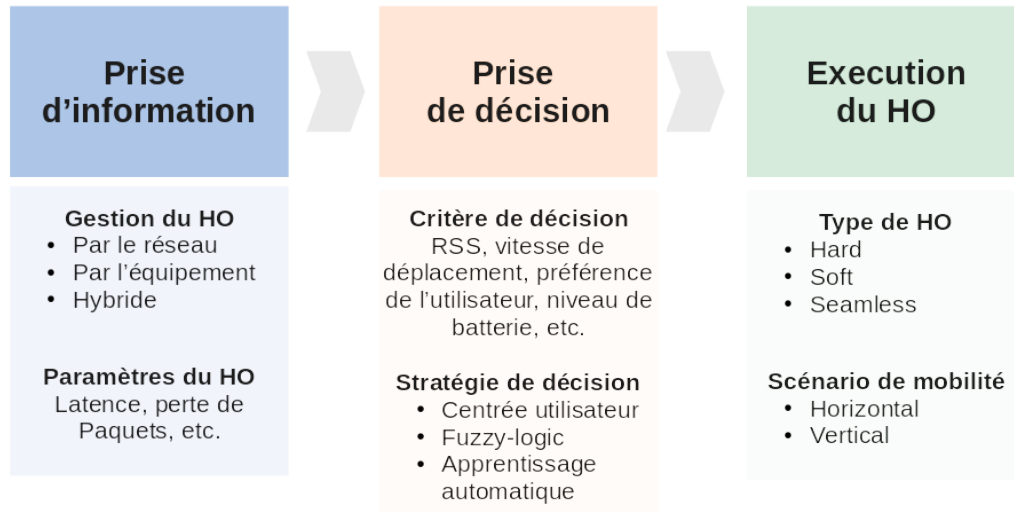 Prise
d’information
Gestion du HO
• Par le réseau
• Par l’équipement
• Hybride
Paramètres du HO
Latence, perte de
Paquets, etc.
Prise
de décision
Critère de décision
RSS, vitesse de
déplacement, préférence
de l’utilisateur, niveau de
batterie, etc.
Stratégie de décision
• Centrée utilisateur
• Fuzzy-logic
• Apprentissage
automatique
Execution
du HO
Type de HO
• Hard
• Soft
• Seamless
Scénario de mobilité
• Horizontal
• Vertical